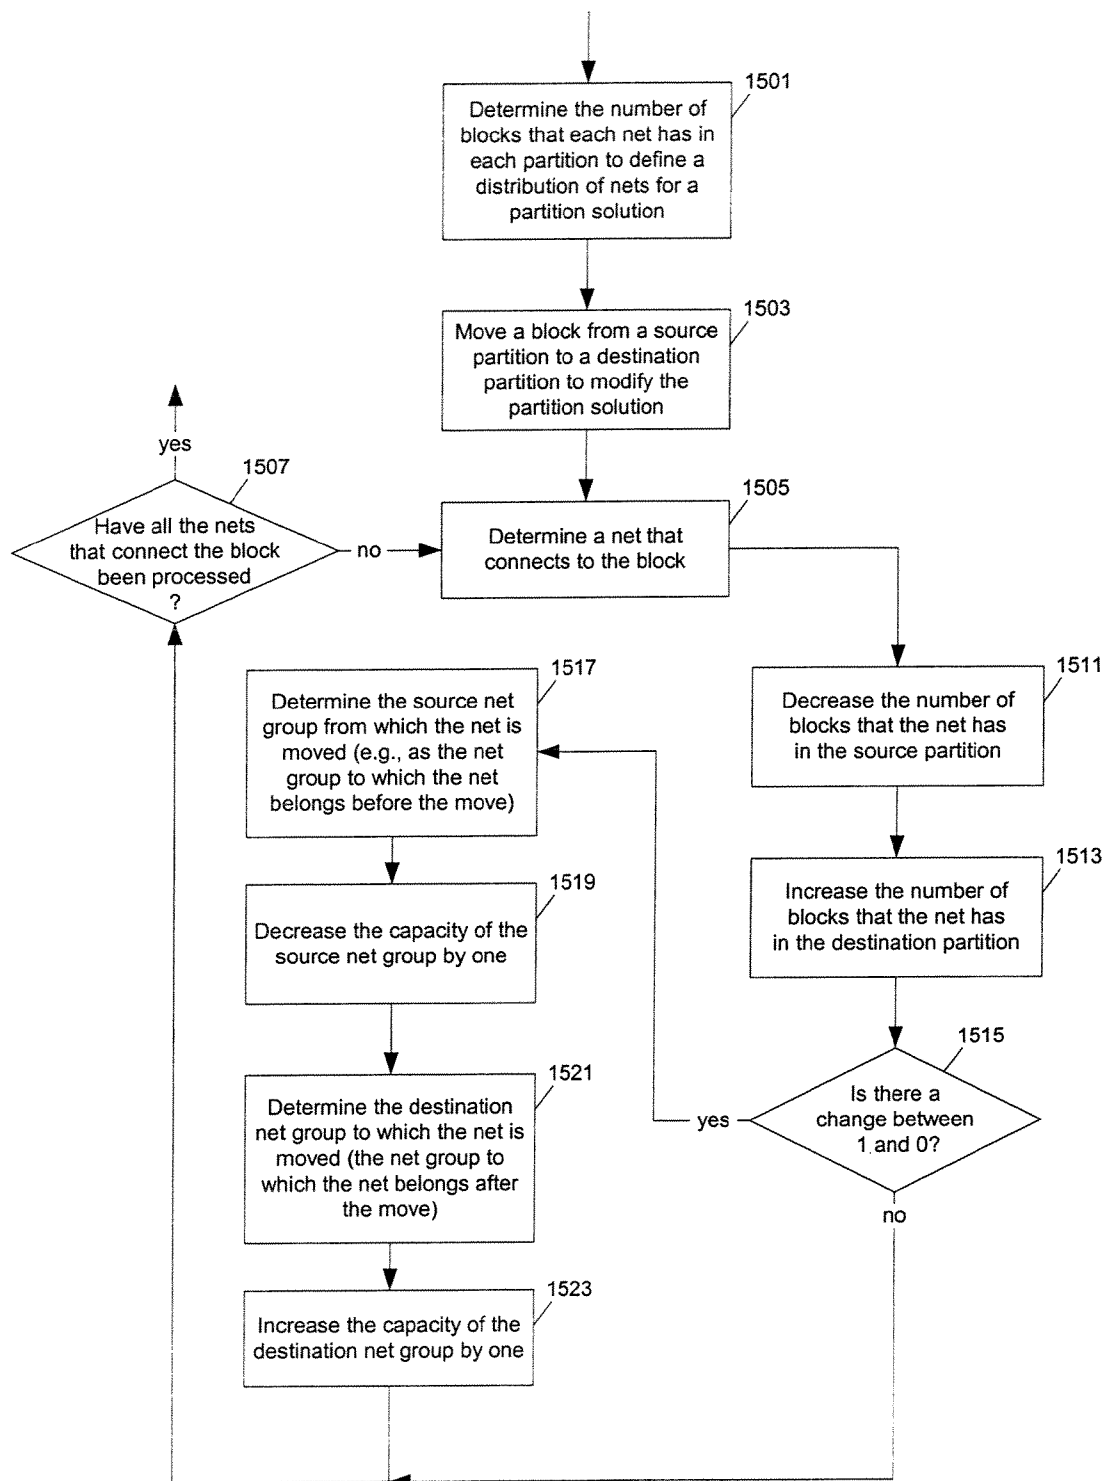 1501
Determine the number of
blocks that each net has in
each partition to define a
distribution of nets for a
partition solution
1503
Move a block from a source
partition to a destination
partition to modify the
partition solution
yes
1507
Have all the nets
that connect the block
been processed
?
no
1505
Determine a net that
connects to the block
1511
Decrease the number of
blocks that the net has
in the source partition
1513
Increase the number of
blocks that the net has
in the destination partition
1515
Is there a
change between
1 and 0?
yes
no
1517
Determine the source net
group from which the net is
moved (e.g., as the net
group to which the net
belongs before the move)
1519
Decrease the capacity of the
source net group by one
1521
Determine the destination
net group to which the net is
moved (the net group to
which the net belongs after
the move)
1523
Increase the capacity of the
destination net group by one